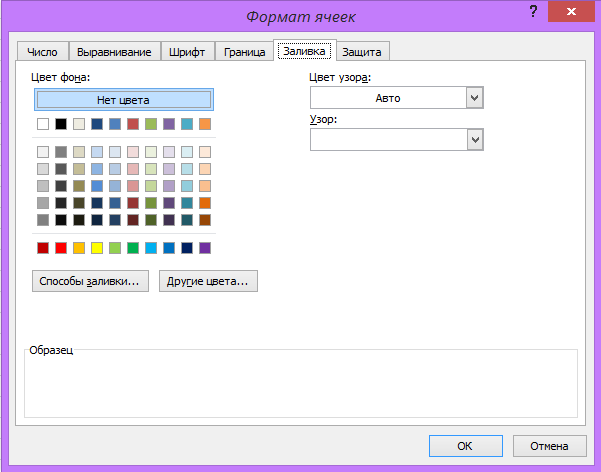 Формат ячеек
?
Число Выравнивание Шрифт Граница Заливка Защита
Цвет фона:
Нет цвета
Цвет узора:
Авто
Узор:
Способы заливки...
Другие цвета...
Образец
OK
Отмена